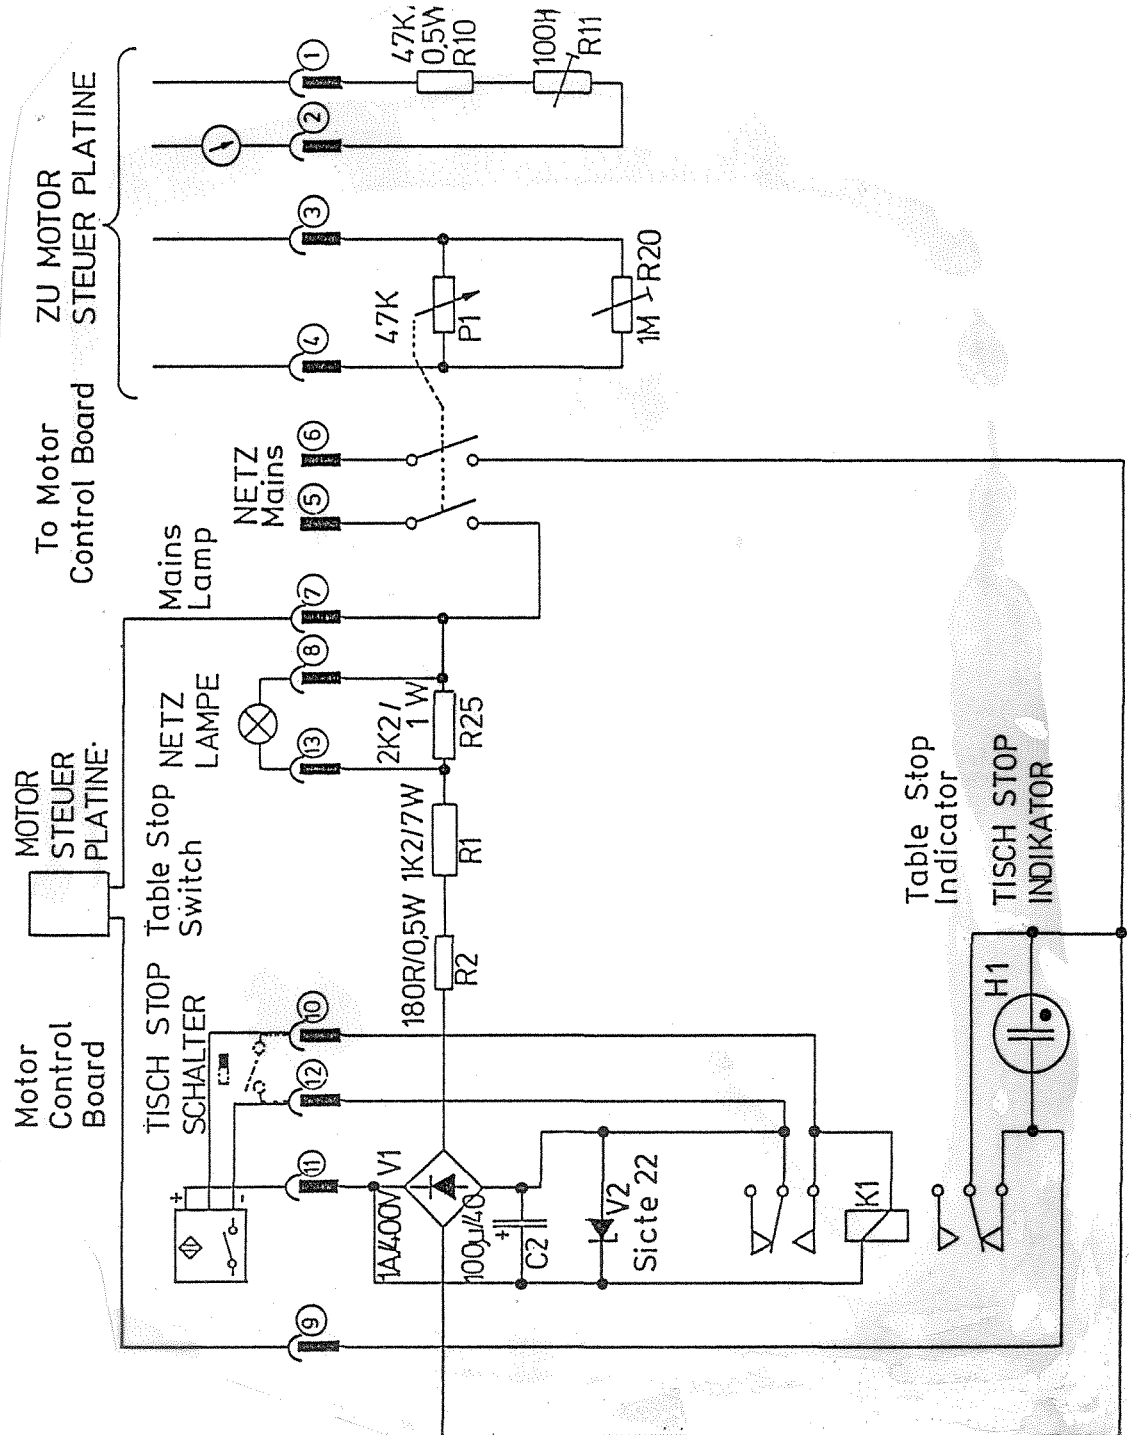 47K,
0,5W
R10
100H
R11
1
2
3
4
ZU MOTOR
STEUER PLATINE
47K
P1
1M
R20
To Motor
Control Board
6
5
NETZ
Mains
Mains
Lamp
7
8
13
NETZ
LAMPE
2K2/
1 W
R25
MOTOR
STEUER
PLATINE.
Table Stop
Switch
1K2/7W
R1
180R/0,5W
R2
Table Stop
Indicator
TISCH STOP
INDIKATOR
H1
Motor
Control
Board
TISCH STOP
SCHALTER
10
12
11
9
+
-
V1
1A/400V
100µ/40
+
C2
V2
Sicte 22
K1